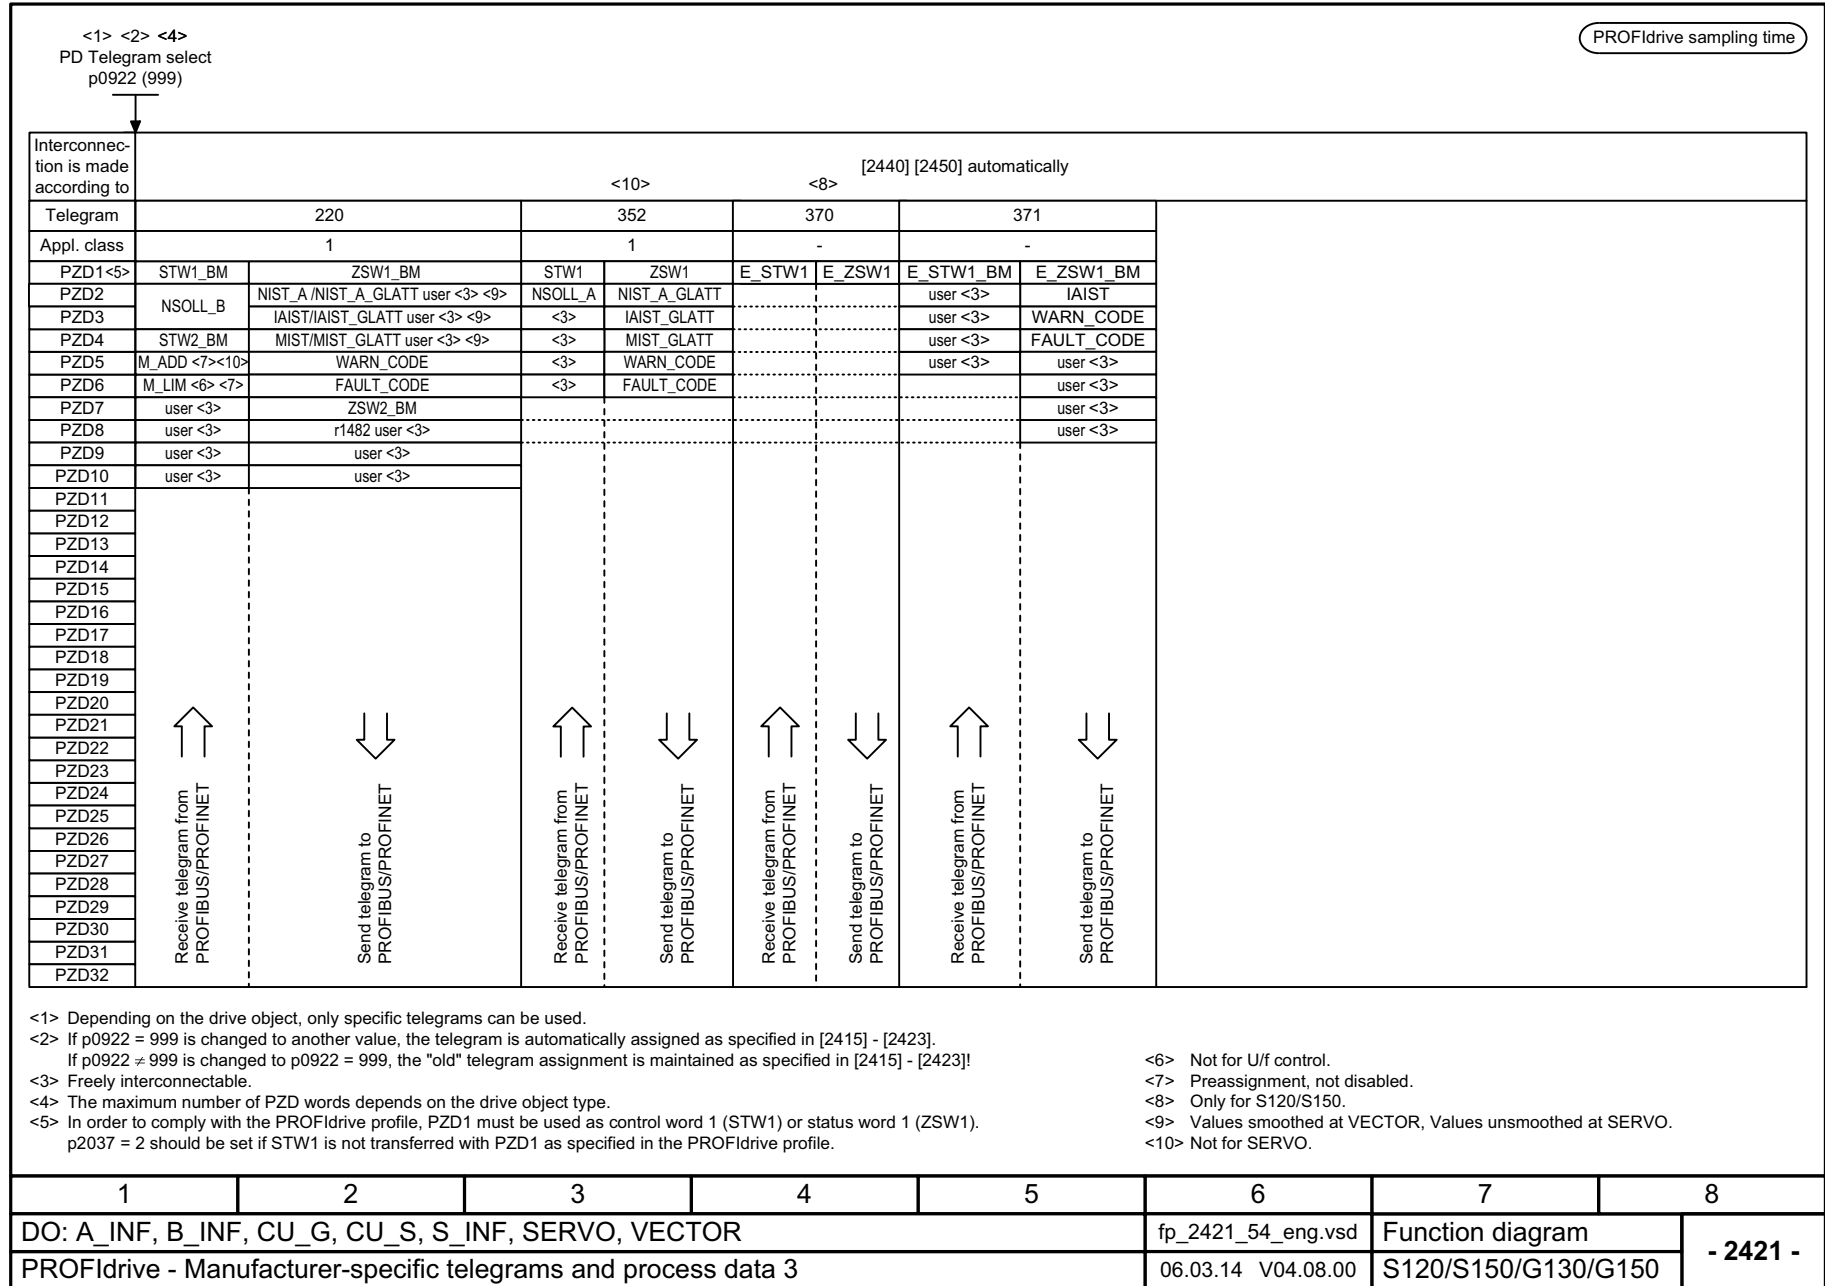 <1> <2> <4>
PD Telegram select
p0922 (999)
PROFIdrive sampling time
Interconnec-
tion is made
according to
<10>
<8>
[2440] [2450] automatically
Telegram 220 352 370 371
Appl. class 1 1 - -
PZD1<5> STW1_BM ZSW1_BM STW1 ZSW1 E_STW1 E_ZSW1 E_STW1_BM E_ZSW1_BM
PZD2 NSOLL_B NIST_A /NIST_A_GLATT user <3> <9> NSOLL_A NIST_A_GLATT user <3> IAIST
PZD3 IAIST/IAIST_GLATT user <3> <9> <3> IAIST_GLATT user <3> WARN_CODE
PZD4 STW2_BM MIST/MIST_GLATT user <3> <9> <3> MIST_GLATT user <3> FAULT_CODE
PZD5 M_ADD <7><10> WARN_CODE <3> WARN_CODE user <3> user <3>
PZD6 M_LIM <6> <7> FAULT_CODE <3> FAULT_CODE user <3>
PZD7 user <3> ZSW2_BM user <3>
PZD8 user <3> r1482 user <3> user <3>
PZD9 user <3> user <3>
PZD10 user <3> user <3>
PZD11
PZD12
PZD13
PZD14
PZD15
PZD16
PZD17
PZD18
PZD19
PZD20
PZD21
PZD22
PZD23
PZD24
PZD25
PZD26
PZD27
PZD28
PZD29
PZD30
PZD31
PZD32
Receive telegram from
PROFIBUS/PROFINET
Send telegram to
PROFIBUS/PROFINET
Receive telegram from
PROFIBUS/PROFINET
Send telegram to
PROFIBUS/PROFINET
Receive telegram from
PROFIBUS/PROFINET
Send telegram to
PROFIBUS/PROFINET
Receive telegram from
PROFIBUS/PROFINET
Send telegram to
PROFIBUS/PROFINET
<1> Depending on the drive object, only specific telegrams can be used.
<2> If p0922 = 999 is changed to another value, the telegram is automatically assigned as specified in [2415] - [2423].
If p0922 ≠ 999 is changed to p0922 = 999, the "old" telegram assignment is maintained as specified in [2415] - [2423]!
<3> Freely interconnectable.
<4> The maximum number of PZD words depends on the drive object type.
<5> In order to comply with the PROFIdrive profile, PZD1 must be used as control word 1 (STW1) or status word 1 (ZSW1).
p2037 = 2 should be set if STW1 is not transferred with PZD1 as specified in the PROFIdrive profile.
<6> Not for U/f control.
<7> Preassignment, not disabled.
<8> Only for S120/S150.
<9> Values smoothed at VECTOR, Values unsmoothed at SERVO.
<10> Not for SERVO.
1 2 3 4 5 6 7 8
DO: A_INF, B_INF, CU_G, CU_S, S_INF, SERVO, VECTOR fp_2421_54_eng.vsd Function diagram
- 2421 -
PROFIdrive - Manufacturer-specific telegrams and process data 3 06.03.14 V04.08.00 S120/S150/G130/G150